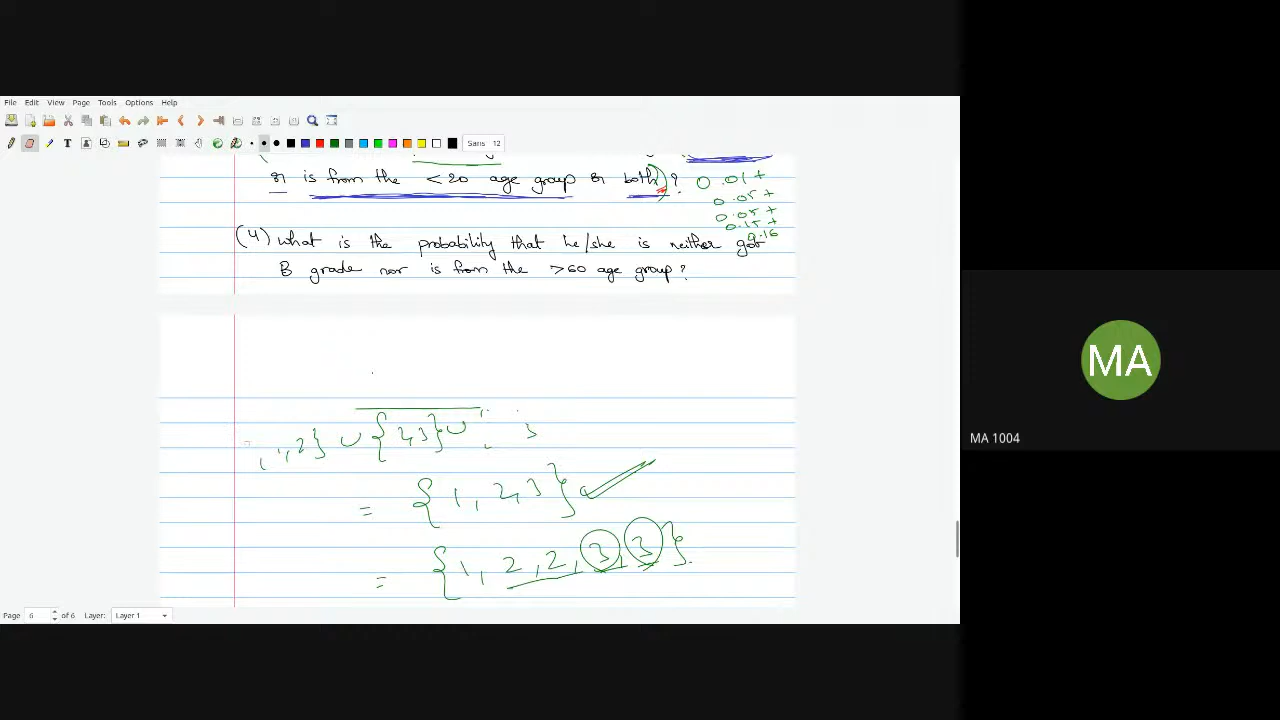 File Edit View Page Tools Options Help
Sans 12
or is from the < 20 age group or both)?
0.01 +
0.05 +
0.05 +
0.15 +
0.16
(4) What is the probability that he/she is neither got
B grade nor is from the >60 age group?
, 2} ∪ {2,3} ∪
= {1, 2, 3}
= {1, 2, 2, 3, 3}
Page 6 of 6 Layer: Layer 1
MA
MA 1004